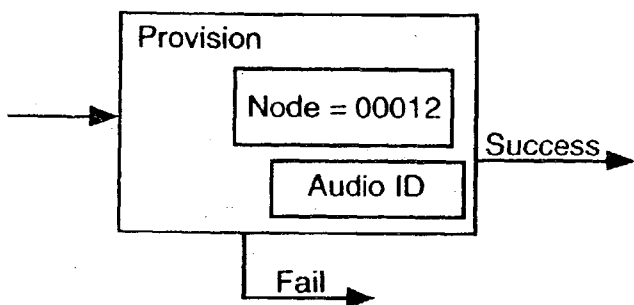 Provision
Node = 00012
Success
Audio ID
Fail